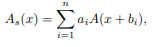 A_s(x) = \sum_{i=1}^{n} a_i A(x + b_i),